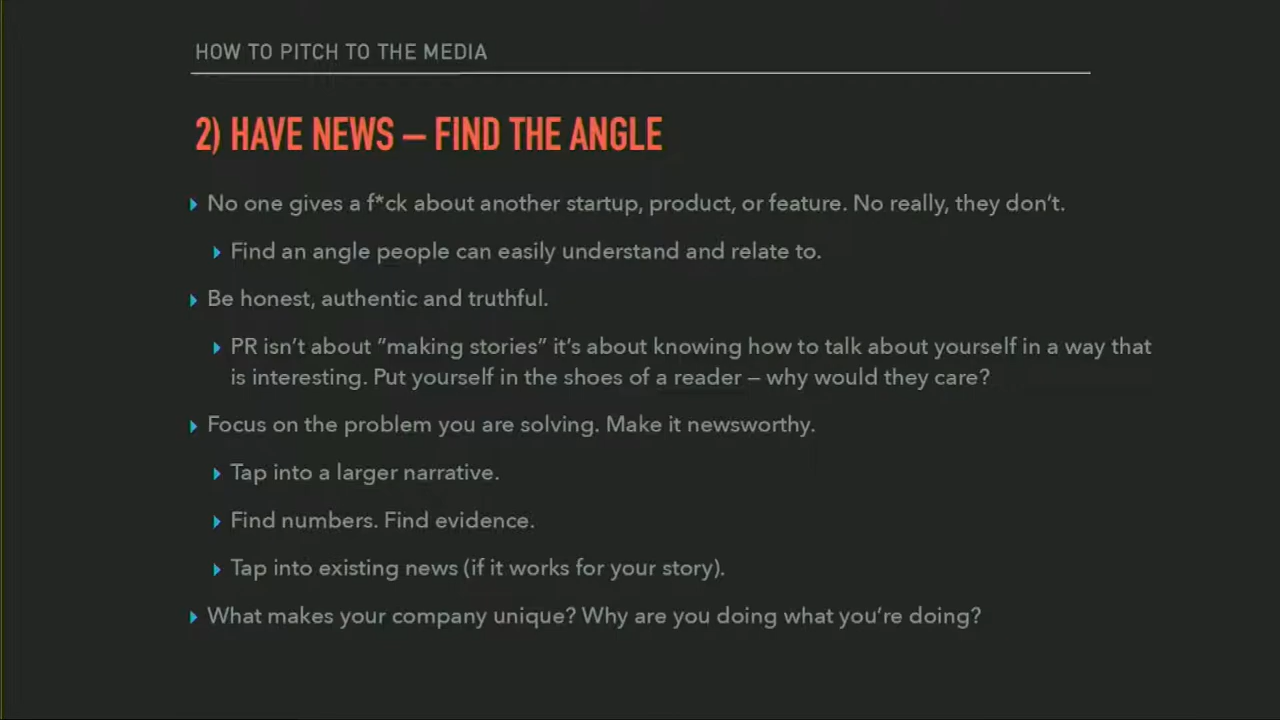 HOW TO PITCH TO THE MEDIA
2) HAVE NEWS – FIND THE ANGLE
No one gives a f*ck about another startup, product, or feature. No really, they don’t.
Find an angle people can easily understand and relate to.
Be honest, authentic and truthful.
PR isn’t about “making stories” it’s about knowing how to talk about yourself in a way that
is interesting. Put yourself in the shoes of a reader – why would they care?
Focus on the problem you are solving. Make it newsworthy.
Tap into a larger narrative.
Find numbers. Find evidence.
Tap into existing news (if it works for your story).
What makes your company unique? Why are you doing what you’re doing?